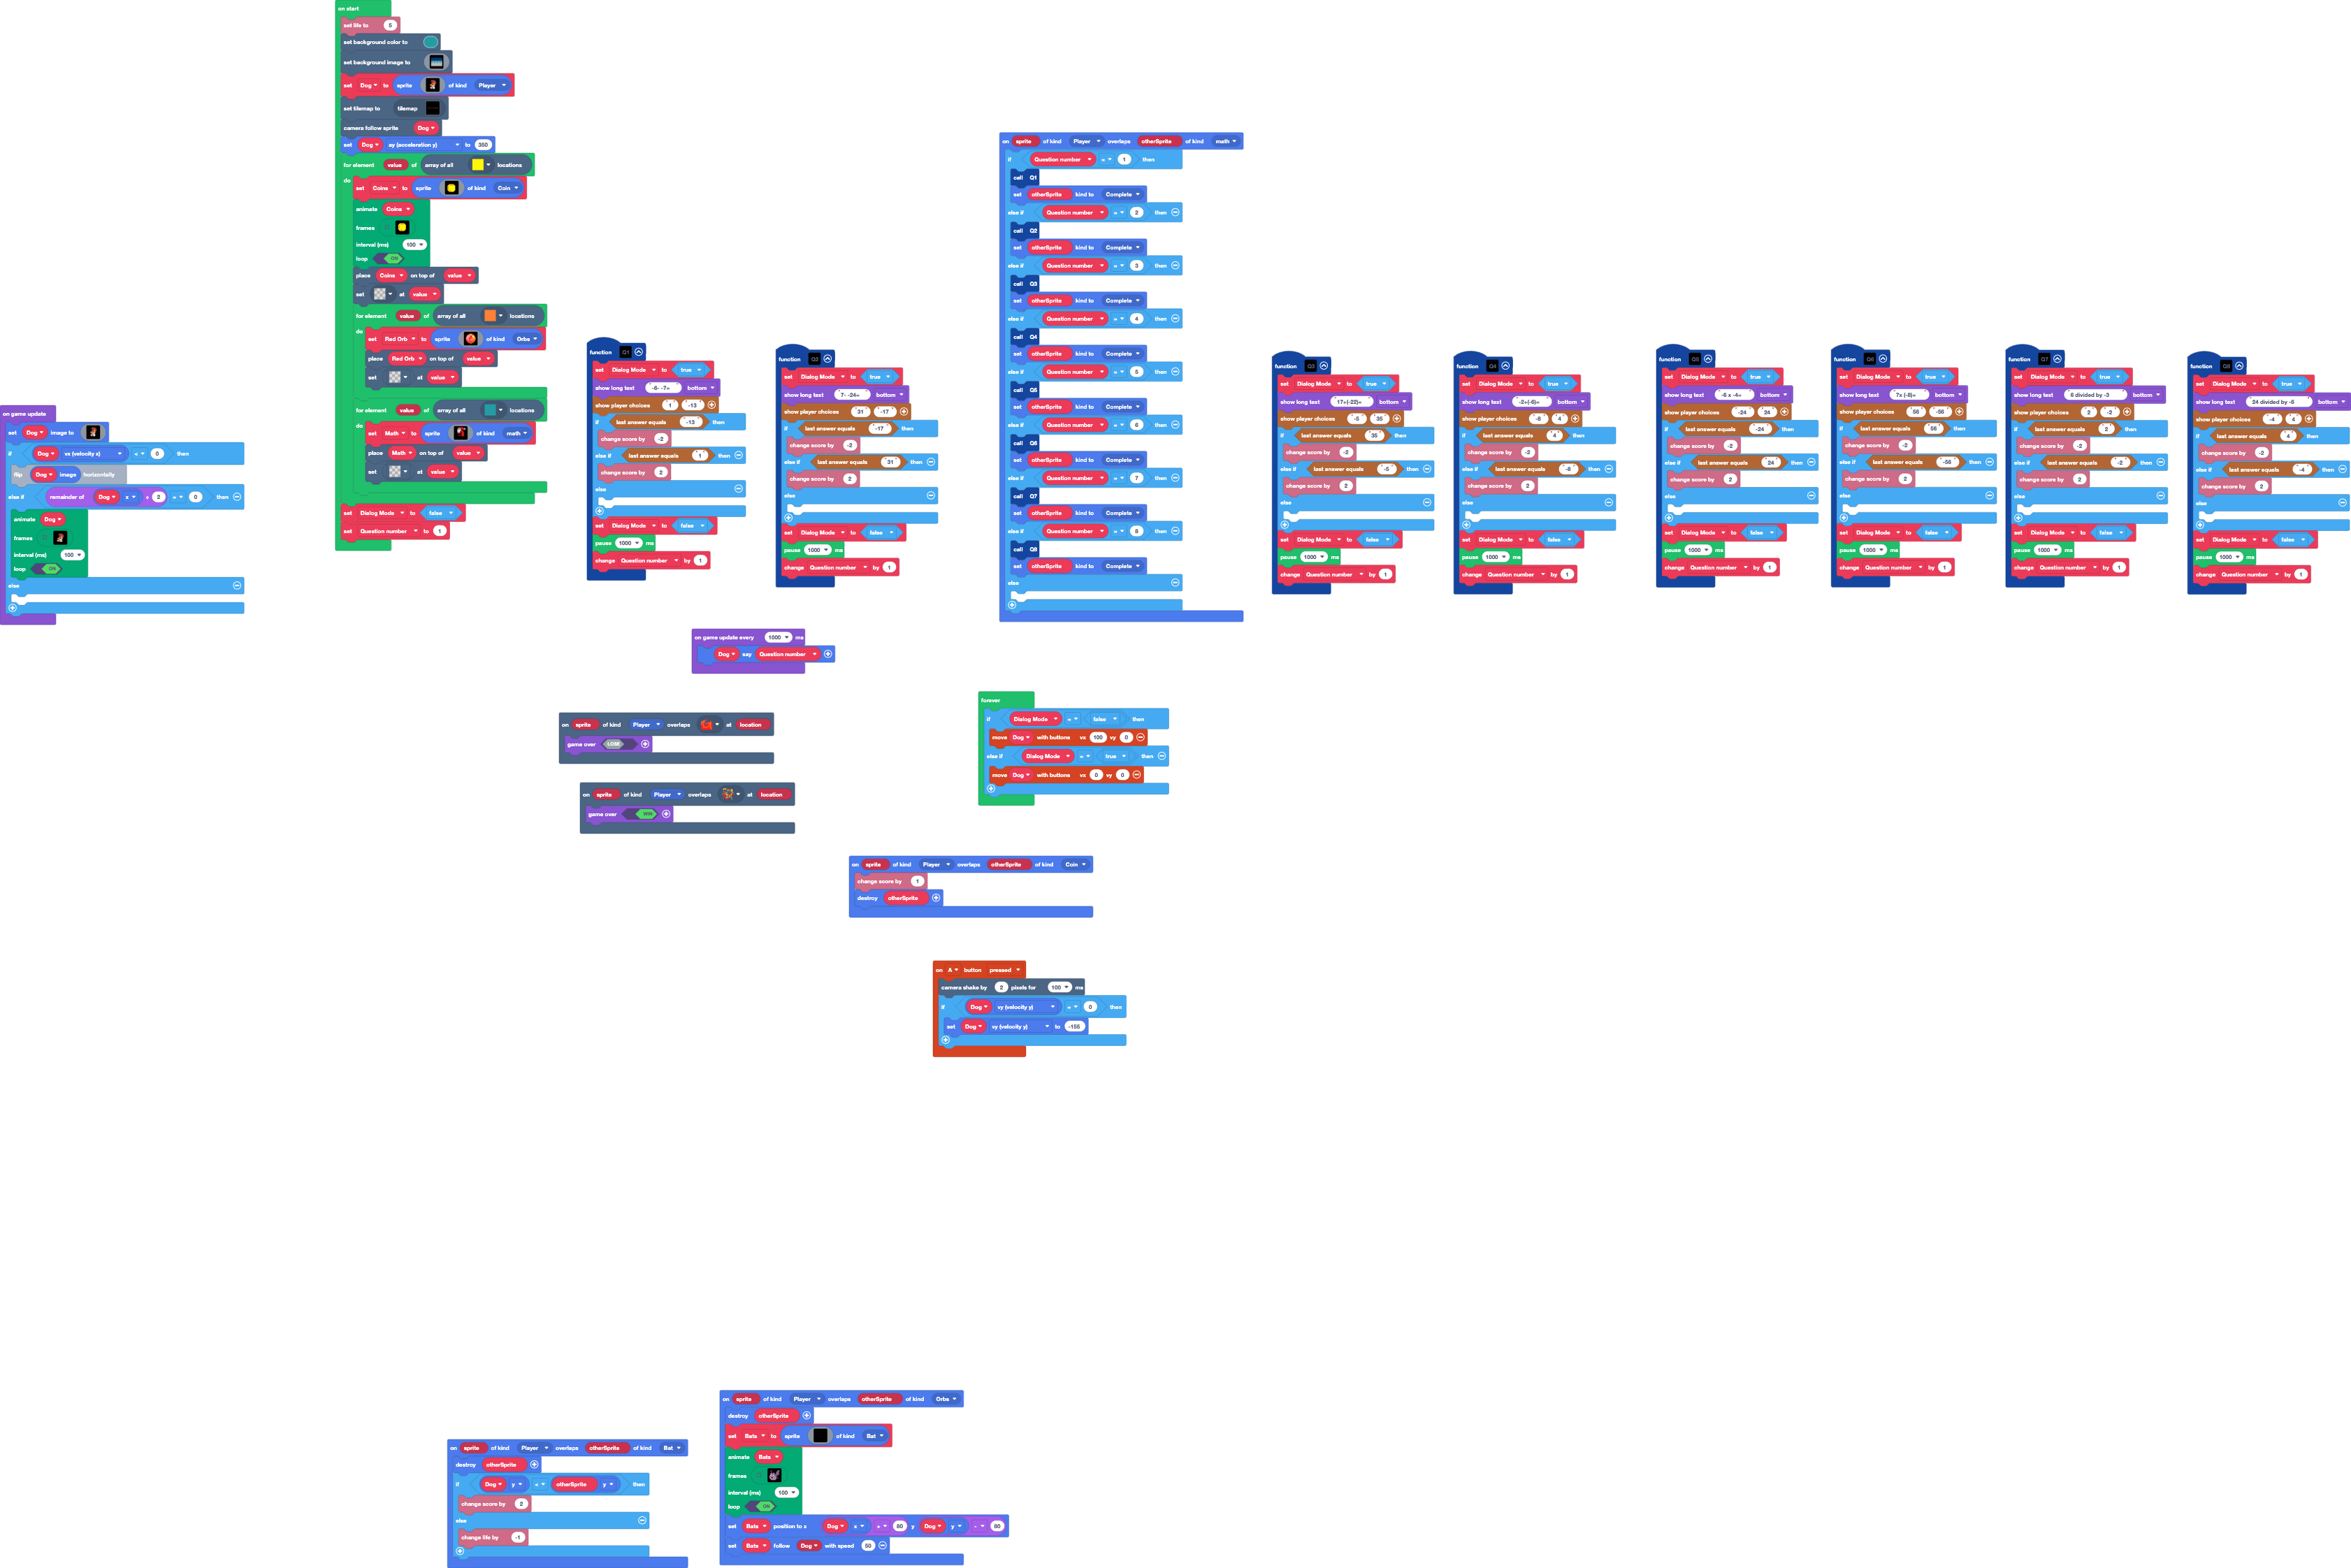 on start
set life to 5
set background color to
set background image to
set Dog to sprite of kind Player
set tilemap to tilemap
camera follow sprite Dog
set Dog ay (acceleration y) to 350
for element value of array of all locations
do
set Coins to sprite of kind Coin
animate Coins
frames
interval (ms) 100
loop ON
place Coins on top of value
set at value
for element value of array of all locations
do
set Red Orb to sprite of kind Orbs
place Red Orb on top of value
set at value
for element value of array of all locations
do
set Math to sprite of kind math
place Math on top of value
set at value
set Dialog Mode to false
set Question number to 1
on game update
set Dog image to
if Dog vx (velocity x) < 0 then
flip Dog image horizontally
else if remainder of Dog x ÷ 2 = 0 then
animate Dog
frames
interval (ms) 100
loop ON
else
function Q1
set Dialog Mode to true
show long text "-6- -7=" bottom
show player choices "1" "-13"
if last answer equals "-13" then
change score by -2
else if last answer equals "1" then
change score by 2
else
set Dialog Mode to false
pause 1000 ms
change Question number by 1
function Q2
set Dialog Mode to true
show long text "7- -24=" bottom
show player choices "31" "-17"
if last answer equals "-17" then
change score by -2
else if last answer equals "31" then
change score by 2
else
set Dialog Mode to false
pause 1000 ms
change Question number by 1
on sprite of kind Player overlaps otherSprite of kind math
if Question number = 1 then
call Q1
set otherSprite kind to Complete
else if Question number = 2 then
call Q2
set otherSprite kind to Complete
else if Question number = 3 then
call Q3
set otherSprite kind to Complete
else if Question number = 4 then
call Q4
set otherSprite kind to Complete
else if Question number = 5 then
call Q5
set otherSprite kind to Complete
else if Question number = 6 then
call Q6
set otherSprite kind to Complete
else if Question number = 7 then
call Q7
set otherSprite kind to Complete
else if Question number = 8 then
call Q8
set otherSprite kind to Complete
else
function Q3
set Dialog Mode to true
show long text "17+(-22)=" bottom
show player choices "-5" "35"
if last answer equals "35" then
change score by -2
else if last answer equals "-5" then
change score by 2
else
set Dialog Mode to false
pause 1000 ms
change Question number by 1
function Q4
set Dialog Mode to true
show long text "-2+(-6)=" bottom
show player choices "-8" "4"
if last answer equals "4" then
change score by -2
else if last answer equals "-8" then
change score by 2
else
set Dialog Mode to false
pause 1000 ms
change Question number by 1
function Q5
set Dialog Mode to true
show long text "-6 x -4=" bottom
show player choices "-24" "24"
if last answer equals "-24" then
change score by -2
else if last answer equals "24" then
change score by 2
else
set Dialog Mode to false
pause 1000 ms
change Question number by 1
function Q6
set Dialog Mode to true
show long text "7x (-8)=" bottom
show player choices "56" "-56"
if last answer equals "56" then
change score by -2
else if last answer equals "-56" then
change score by 2
else
set Dialog Mode to false
pause 1000 ms
change Question number by 1
function Q7
set Dialog Mode to true
show long text "6 divided by -3" bottom
show player choices "2" "-2"
if last answer equals "2" then
change score by -2
else if last answer equals "-2" then
change score by 2
else
set Dialog Mode to false
pause 1000 ms
change Question number by 1
function Q8
set Dialog Mode to true
show long text "24 divided by -6" bottom
show player choices "-4" "4"
if last answer equals "4" then
change score by -2
else if last answer equals "-4" then
change score by 2
else
set Dialog Mode to false
pause 1000 ms
change Question number by 1
on game update every 1000 ms
Dog say Question number
on sprite of kind Player overlaps at location
game over LOSE
on sprite of kind Player overlaps at location
game over WIN
forever
if Dialog Mode = false then
move Dog with buttons vx 100 vy 0
else if Dialog Mode = true then
move Dog with buttons vx 0 vy 0
on sprite of kind Player overlaps otherSprite of kind Coin
change score by 1
destroy otherSprite
on A button pressed
camera shake by 2 pixels for 100 ms
if Dog vy (velocity y) = 0 then
set Dog vy (velocity y) to -155
on sprite of kind Player overlaps otherSprite of kind Bat
destroy otherSprite
if Dog y < otherSprite y then
change score by 2
else
change life by -1
on sprite of kind Player overlaps otherSprite of kind Orbs
destroy otherSprite
set Bats to sprite of kind Bat
animate Bats
frames
interval (ms) 100
loop ON
set Bats position to x Dog x + 80 y Dog y - 80
set Bats follow Dog with speed 50